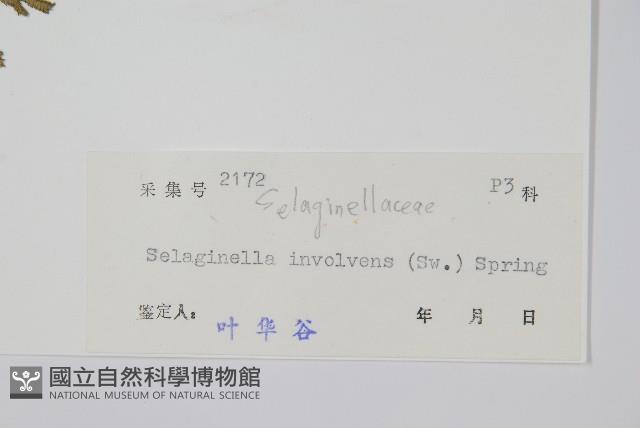 采集号 2172 P3 科
Selaginellaceae
Selaginella involvens (Sw.) Spring
鉴定人: 叶华谷 年 月 日
國立自然科學博物館
NATIONAL MUSEUM OF NATURAL SCIENCE